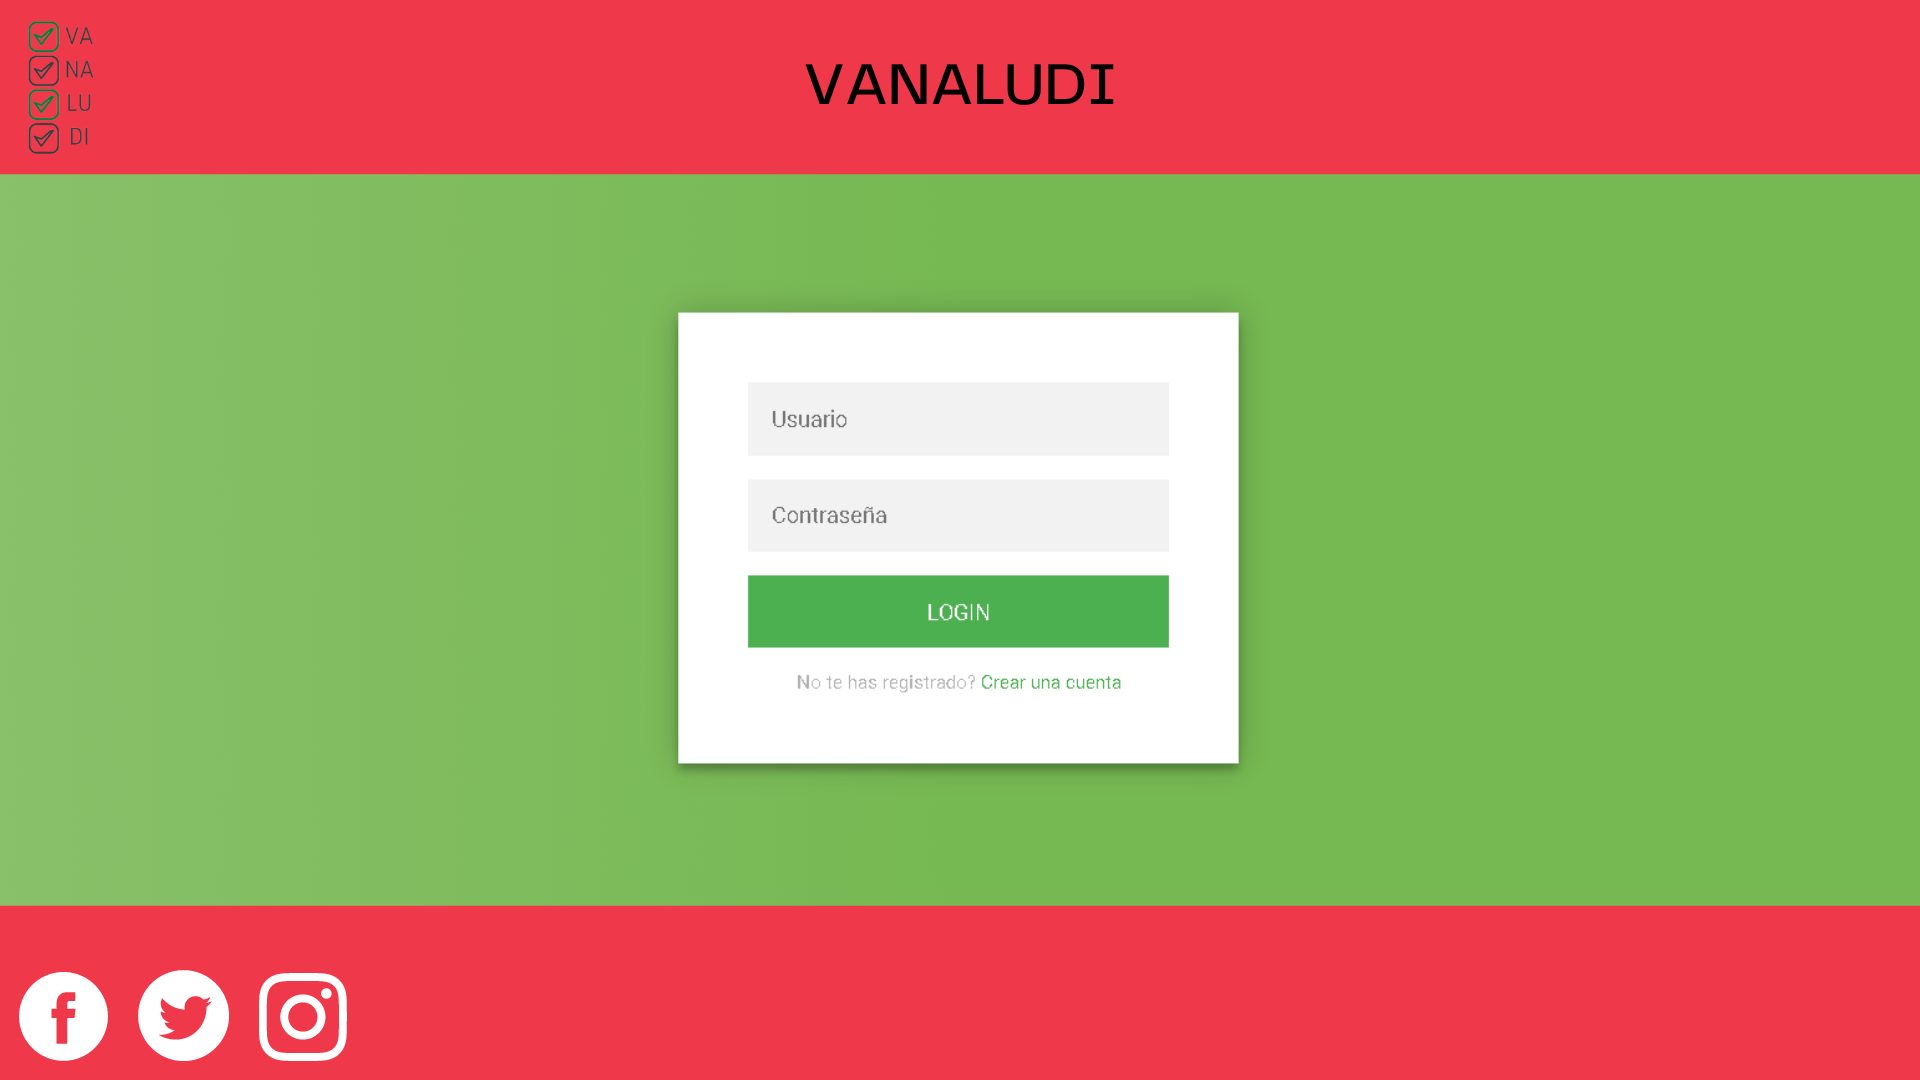 VA
NA
LU
DI
VANALUDI
Usuario
Contraseña
LOGIN
No te has registrado? Crear una cuenta